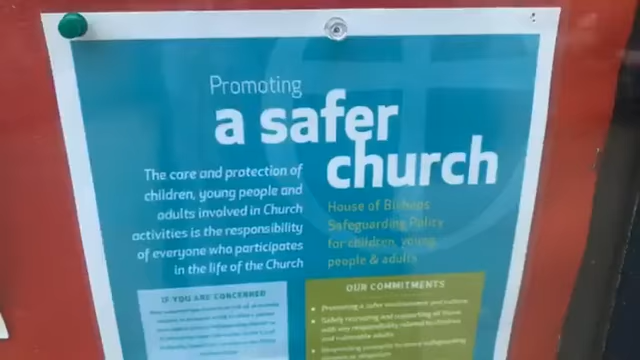 Promoting
a safer
church
The care and protection of
children, young people and
adults involved in Church
activities is the responsibility
of everyone who participates
in the life of the Church
House of Bishops
Safeguarding Policy
for children, young
people & adults
IF YOU ARE CONCERNED
OUR COMMITMENTS
Promoting a safer environment and culture
Safely recruiting and supporting all those
with any responsibility related to children
and vulnerable adults